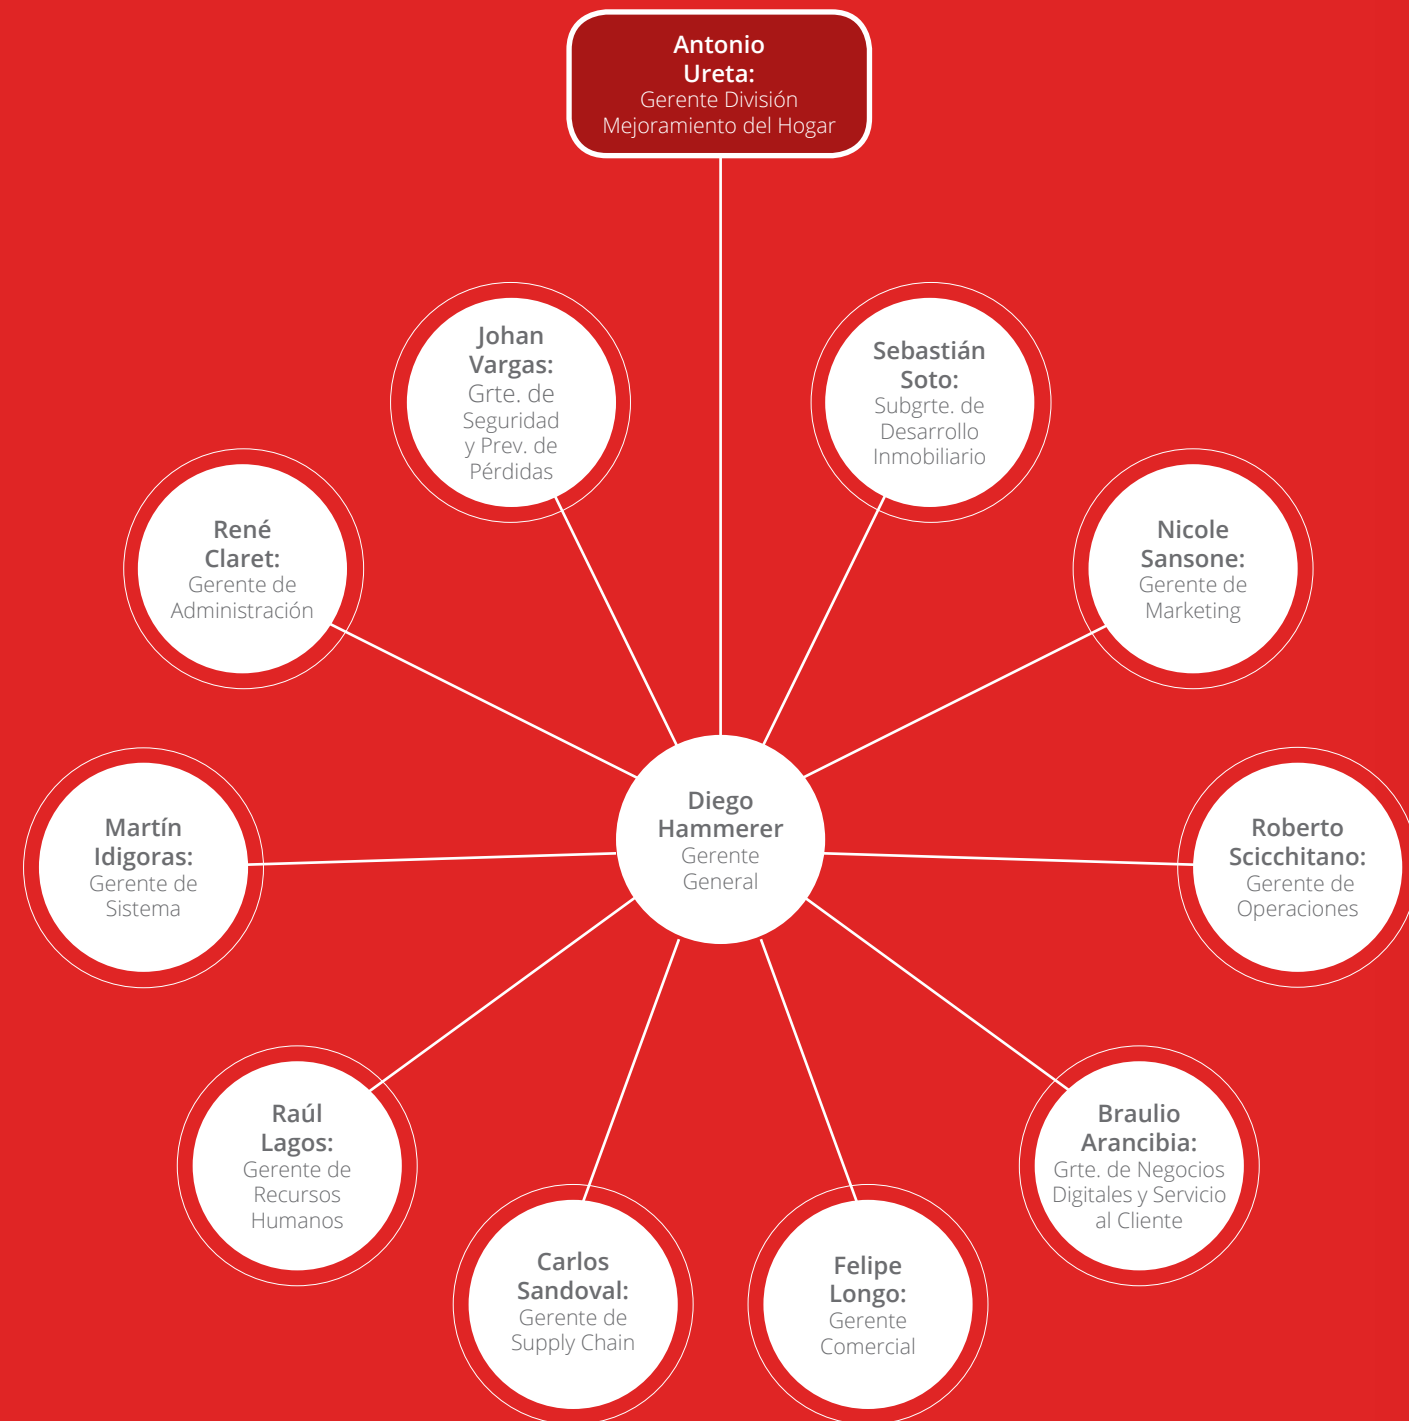 Antonio
Ureta:
Gerente División
Mejoramiento del Hogar
Johan
Vargas:
Grte. de
Seguridad
y Prev. de
Pérdidas
Sebastián
Soto:
Subgrte. de
Desarrollo
Inmobiliario
René
Claret:
Gerente de
Administración
Nicole
Sansone:
Gerente de
Marketing
Martín
Idigoras:
Gerente de
Sistema
Diego
Hammerer
Gerente
General
Roberto
Scicchitano:
Gerente de
Operaciones
Raúl
Lagos:
Gerente de
Recursos
Humanos
Braulio
Arancibia:
Grte. de Negocios
Digitales y Servicio
al Cliente
Carlos
Sandoval:
Gerente de
Supply Chain
Felipe
Longo:
Gerente
Comercial